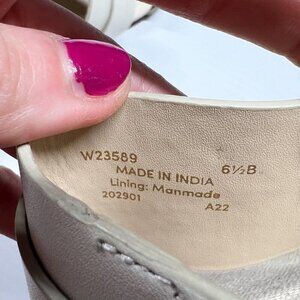 W23589 6½B
MADE IN INDIA
Lining: Manmade
202901 A22